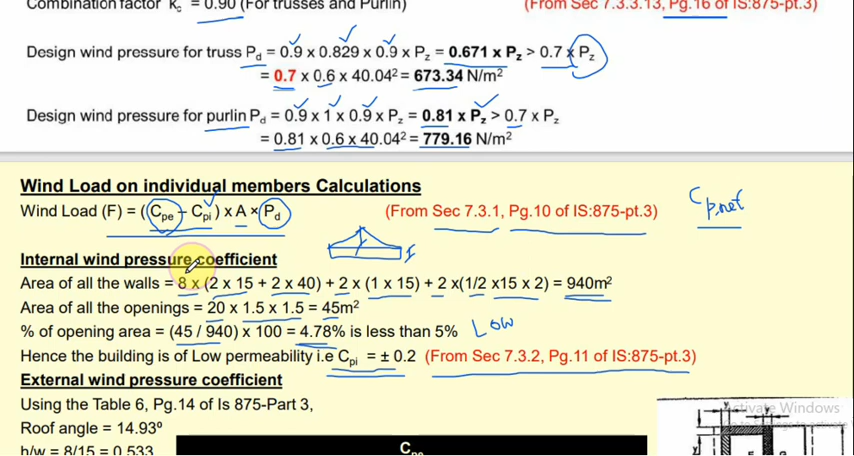 Combination factor Kc = 0.90 (For trusses and Purlin) (From Sec 7.3.3.13, Pg.16 of IS:875-pt.3)
Design wind pressure for truss Pd = 0.9 x 0.829 x 0.9 x Pz = 0.671 x Pz > 0.7 x Pz
= 0.7 x 0.6 x 40.04² = 673.34 N/m²
Design wind pressure for purlin Pd = 0.9 x 1 x 0.9 x Pz = 0.81 x Pz > 0.7 x Pz
= 0.81 x 0.6 x 40.04² = 779.16 N/m²
Wind Load on individual members Calculations
Wind Load (F) = ((Cpe - Cpi ) x A x Pd (From Sec 7.3.1, Pg.10 of IS:875-pt.3) Cp,net
Internal wind pressure coefficient
Area of all the walls = 8 x (2 x 15 + 2 x 40) + 2 x (1 x 15) + 2 x(1/2 x15 x 2) = 940m²
Area of all the openings = 20 x 1.5 x 1.5 = 45m²
% of opening area = (45 / 940) x 100 = 4.78% is less than 5% Low
Hence the building is of Low permeability i.e Cpi = ± 0.2 (From Sec 7.3.2, Pg.11 of IS:875-pt.3)
External wind pressure coefficient
Using the Table 6, Pg.14 of Is 875-Part 3,
Activate Windows
Roof angle = 14.93º
h/w = 8/15 = 0.533
Cpe